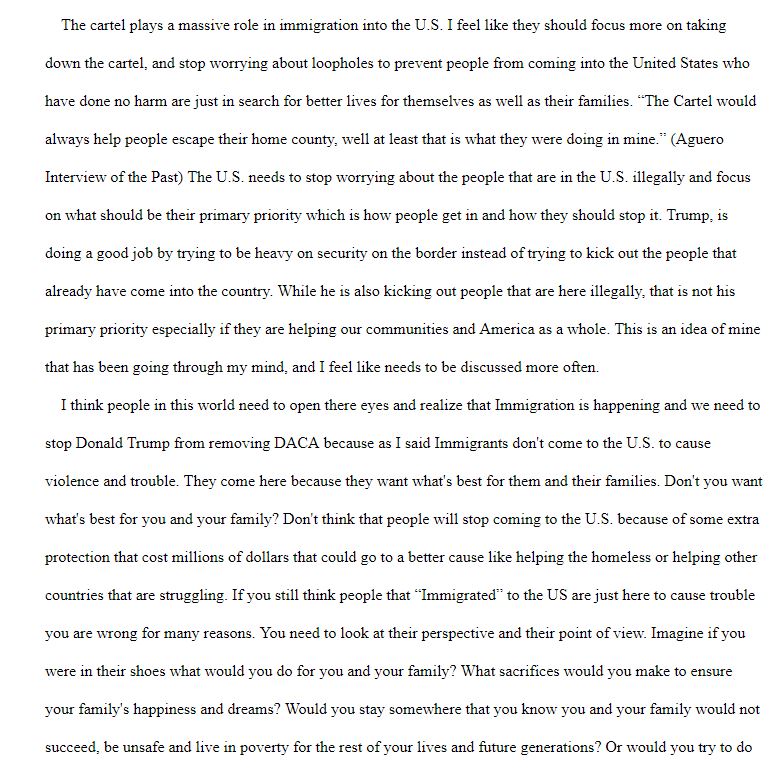 The cartel plays a massive role in immigration into the U.S. I feel like they should focus more on taking
down the cartel, and stop worrying about loopholes to prevent people from coming into the United States who
have done no harm are just in search for better lives for themselves as well as their families. “The Cartel would
always help people escape their home county, well at least that is what they were doing in mine.” (Aguero
Interview of the Past) The U.S. needs to stop worrying about the people that are in the U.S. illegally and focus
on what should be their primary priority which is how people get in and how they should stop it. Trump, is
doing a good job by trying to be heavy on security on the border instead of trying to kick out the people that
already have come into the country. While he is also kicking out people that are here illegally, that is not his
primary priority especially if they are helping our communities and America as a whole. This is an idea of mine
that has been going through my mind, and I feel like needs to be discussed more often.
I think people in this world need to open there eyes and realize that Immigration is happening and we need to
stop Donald Trump from removing DACA because as I said Immigrants don't come to the U.S. to cause
violence and trouble. They come here because they want what's best for them and their families. Don't you want
what's best for you and your family? Don't think that people will stop coming to the U.S. because of some extra
protection that cost millions of dollars that could go to a better cause like helping the homeless or helping other
countries that are struggling. If you still think people that “Immigrated” to the US are just here to cause trouble
you are wrong for many reasons. You need to look at their perspective and their point of view. Imagine if you
were in their shoes what would you do for you and your family? What sacrifices would you make to ensure
your family's happiness and dreams? Would you stay somewhere that you know you and your family would not
succeed, be unsafe and live in poverty for the rest of your lives and future generations? Or would you try to do